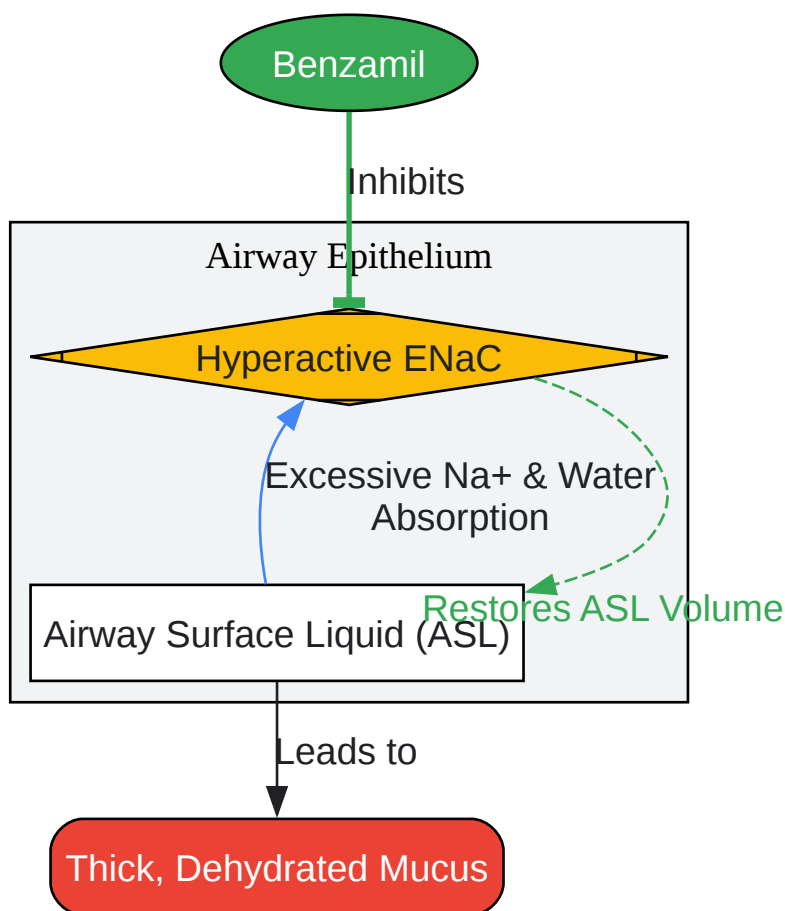 Benzamil
Inhibits
Airway Epithelium
Hyperactive ENaC
Excessive Na+ & Water
Absorption
Restores ASL Volume
Airway Surface Liquid (ASL)
Leads to
Thick, Dehydrated Mucus